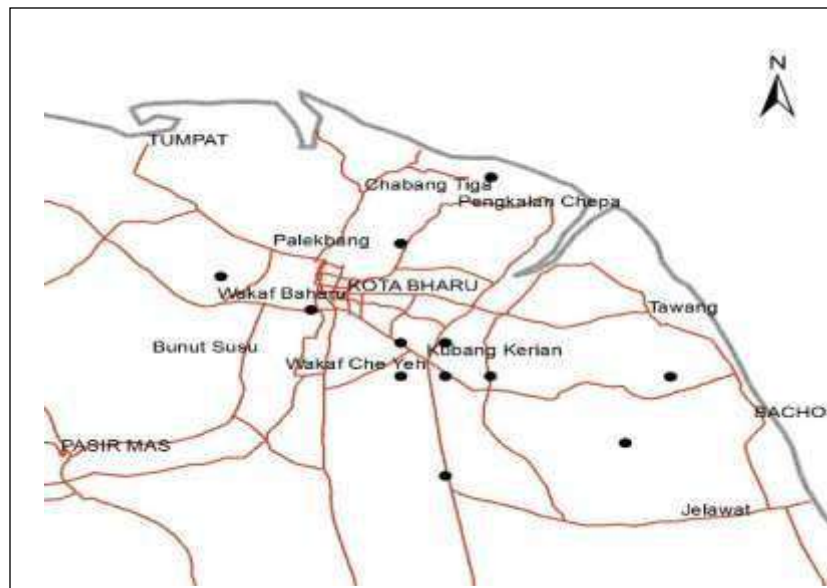 N
TUMPAT
Chabang Tiga
Pengkalan Chepa
Palekbang
KOTA BHARU
Wakaf Baharu
Tawang
Bunut Susu
Wakaf Che Yeh
Kubang Kerian
BACHO
PASIR MAS
Jelawat